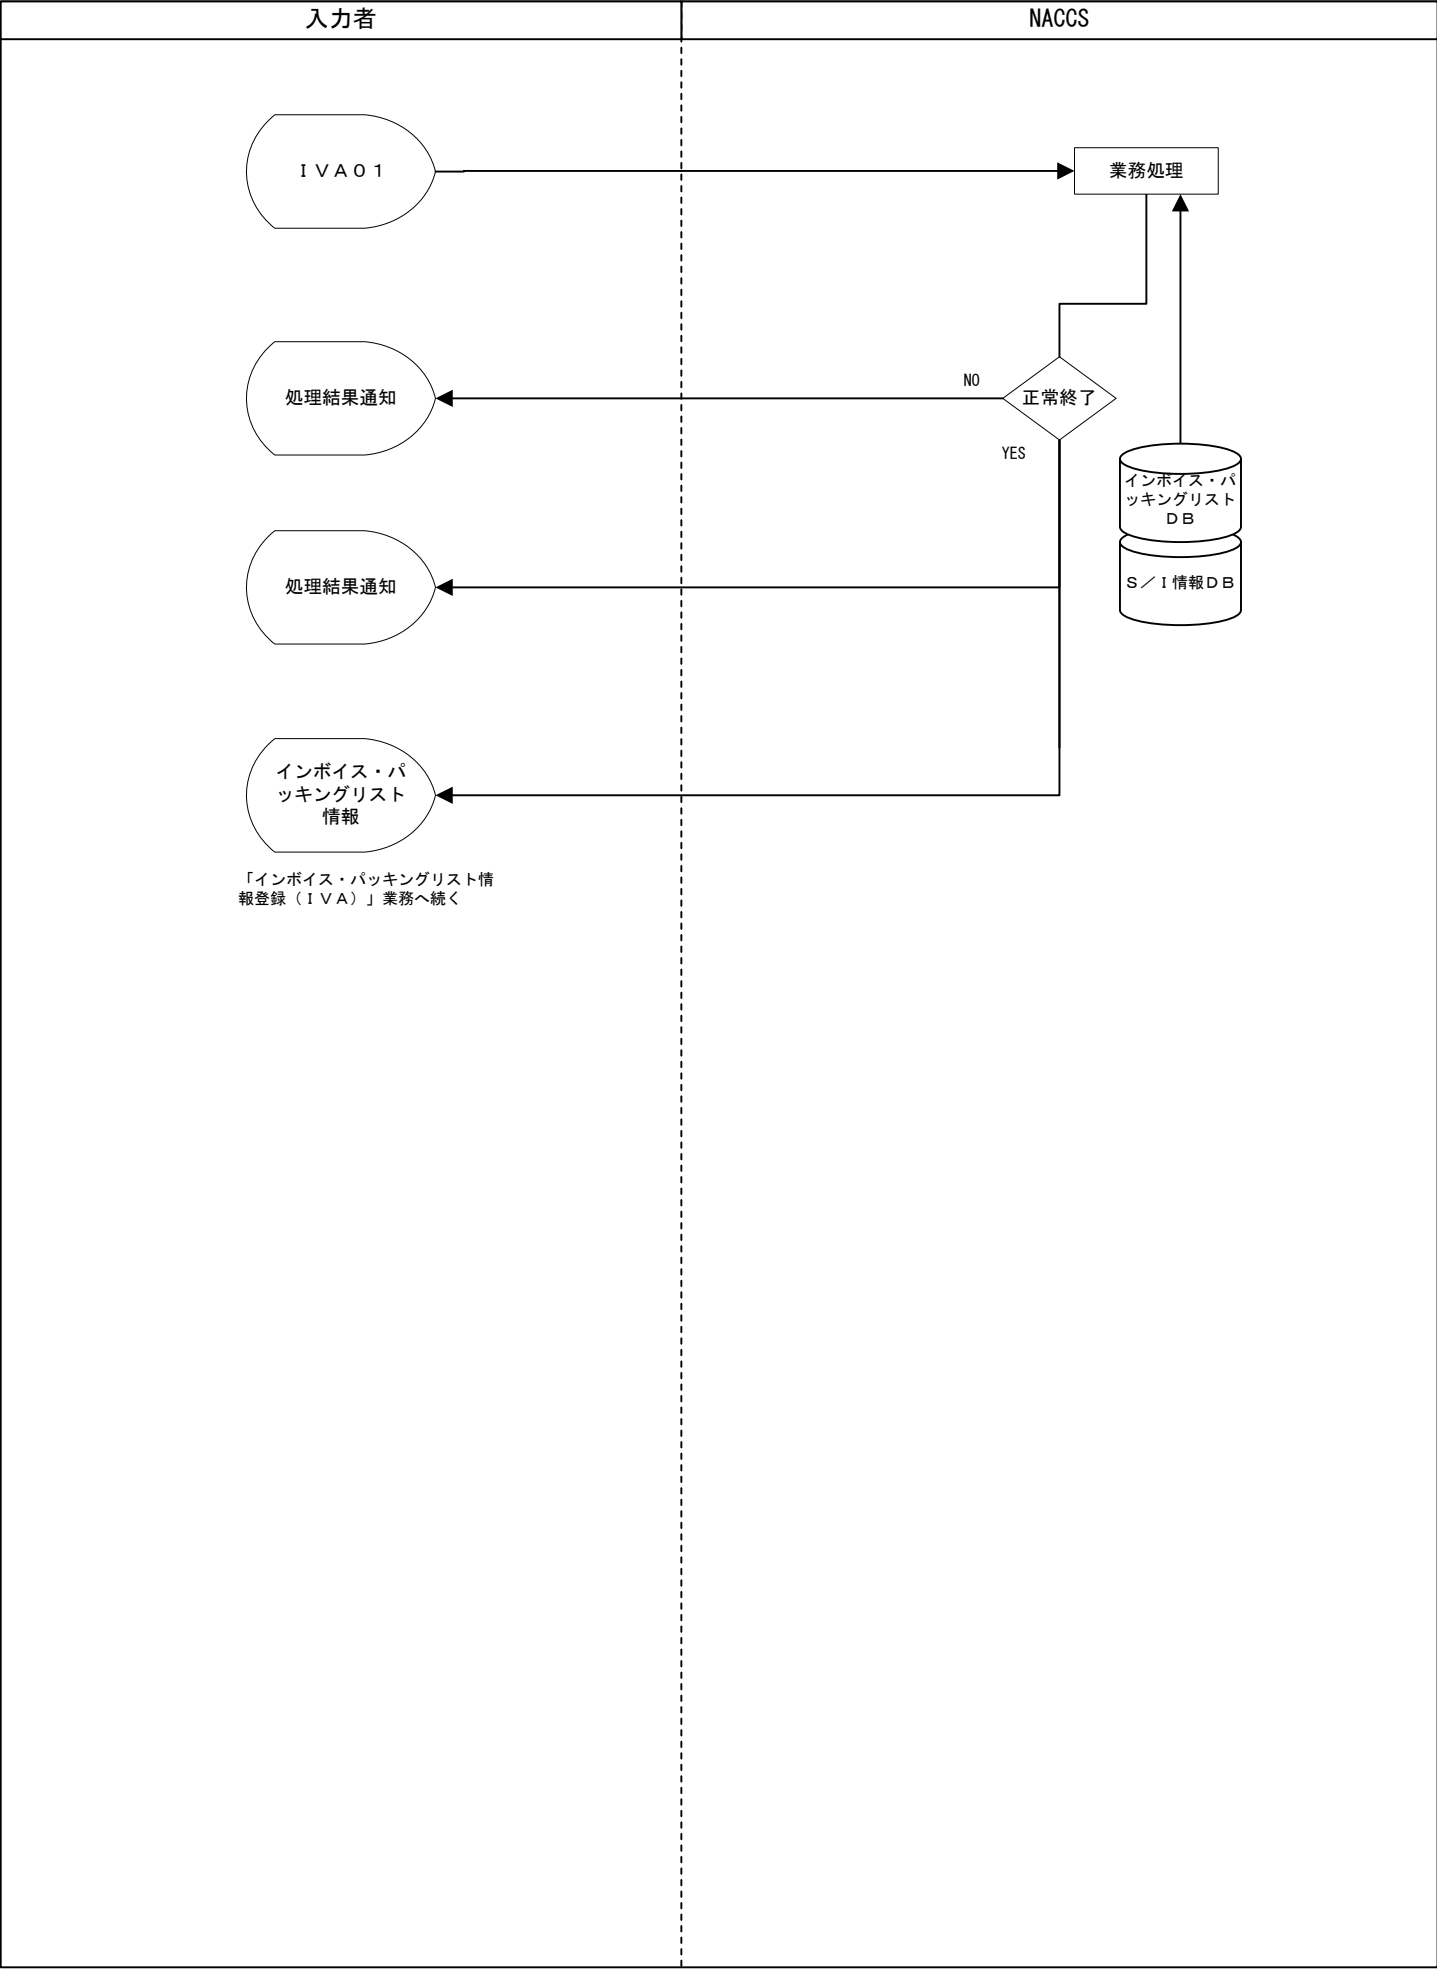 入力者
NACCS
ＩＶＡ０１
業務処理
処理結果通知
NO
正常終了
YES
インボイス・パ
ッキングリスト
ＤＢ
処理結果通知
Ｓ／Ｉ情報ＤＢ
インボイス・パ
ッキングリスト
情報
「インボイス・パッキングリスト情
報登録（ＩＶＡ）」業務へ続く